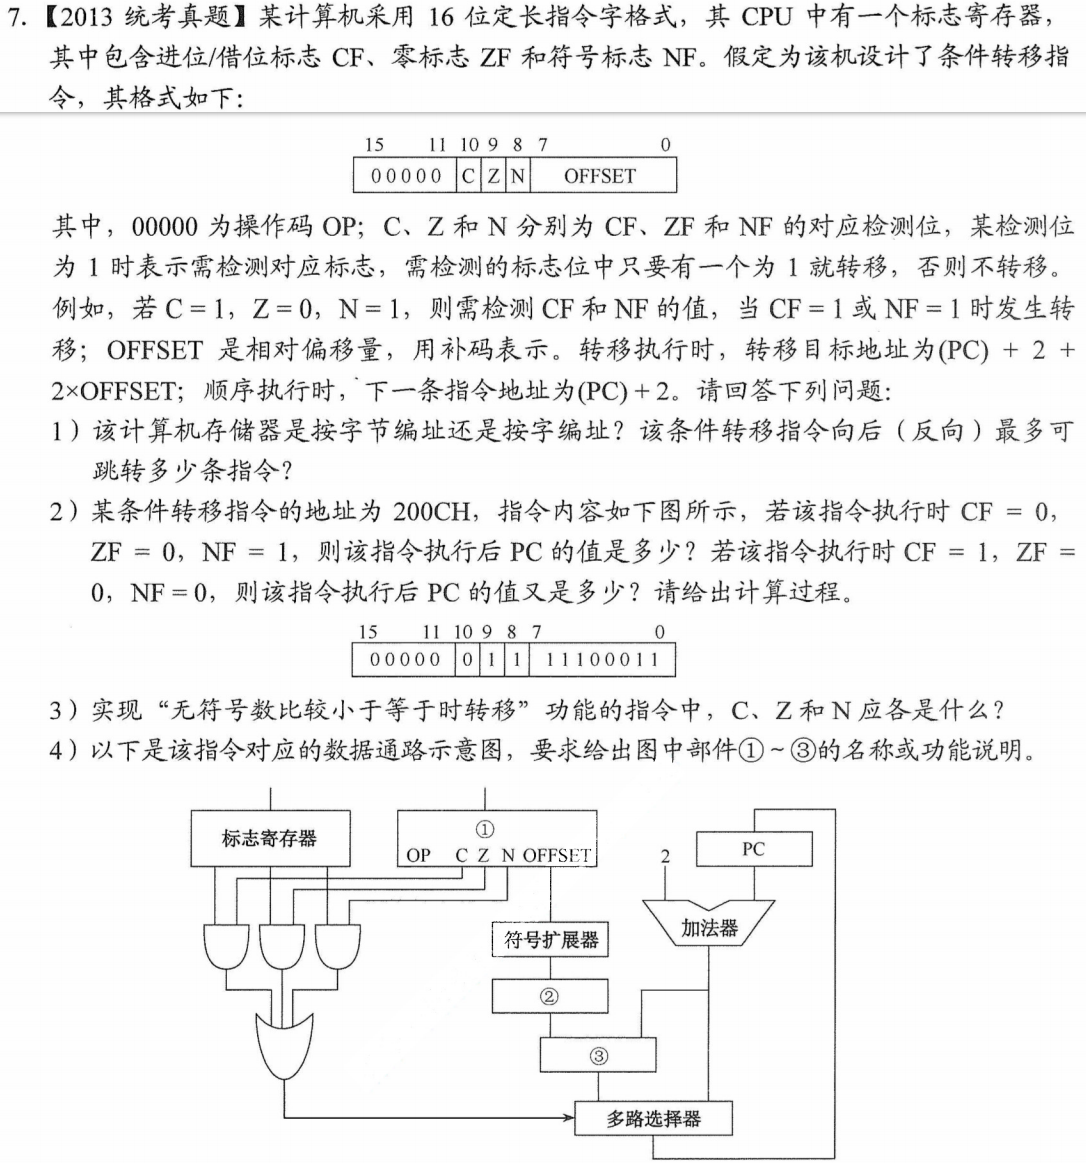 7.【2013 统考真题】某计算机采用 16 位定长指令字格式，其 CPU 中有一个标志寄存器，
其中包含进位/借位标志 CF、零标志 ZF 和符号标志 NF。假定为该机设计了条件转移指
令，其格式如下：
15 11 10 9 8 7 0
00000 C Z N OFFSET
其中，00000 为操作码 OP；C、Z 和 N 分别为 CF、ZF 和 NF 的对应检测位，某检测位
为 1 时表示需检测对应标志，需检测的标志位中只要有一个为 1 就转移，否则不转移。
例如，若 C = 1，Z = 0，N = 1，则需检测 CF 和 NF 的值，当 CF = 1 或 NF = 1 时发生转
移；OFFSET 是相对偏移量，用补码表示。转移执行时，转移目标地址为(PC) + 2 +
2×OFFSET；顺序执行时，下一条指令地址为(PC) + 2。请回答下列问题：
1）该计算机存储器是按字节编址还是按字编址？该条件转移指令向后（反向）最多可
跳转多少条指令？
2）某条件转移指令的地址为 200CH，指令内容如下图所示，若该指令执行时 CF = 0，
ZF = 0，NF = 1，则该指令执行后 PC 的值是多少？若该指令执行时 CF = 1，ZF =
0，NF = 0，则该指令执行后 PC 的值又是多少？请给出计算过程。
15 11 10 9 8 7 0
00000 0 1 1 11100011
3）实现“无符号数比较小于等于时转移”功能的指令中，C、Z 和 N 应各是什么？
4）以下是该指令对应的数据通路示意图，要求给出图中部件①～③的名称或功能说明。
标志寄存器
①
OP C Z N OFFSET
2
PC
加法器
符号扩展器
②
③
多路选择器